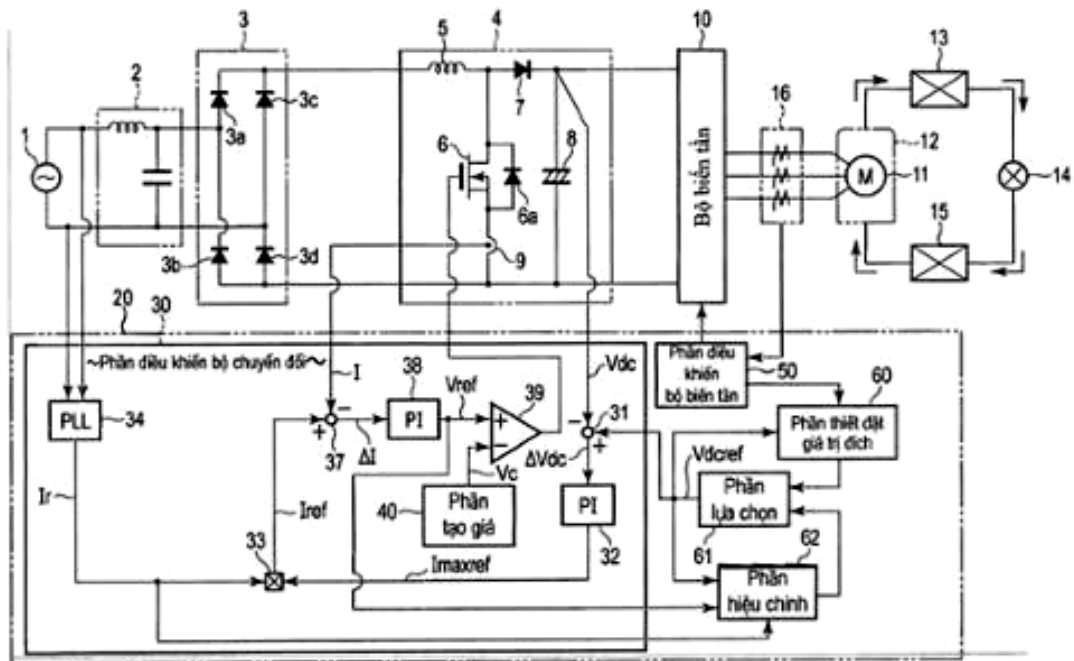 3
4
10
13
5
2
16
3c
7
12
1
3a
6
8
Bộ biến tần
M
11
14
6a
15
3b
3d
9
20
30
~Phần điều khiển bộ chuyển đổi~
I
38
Vref
39
Vdc
Phần điều
khiển
bộ biến tần
50
60
PLL
34
PI
+
−
−
+
37
ΔI
−
31
+
ΔVdc
Phần thiết đặt
giá trị đích
Vdcref
Vc
Ir
Iref
40
Phần
tạo giá
PI
32
Phần
lựa chọn
61
62
33
Imaxref
Phần
hiệu chỉnh